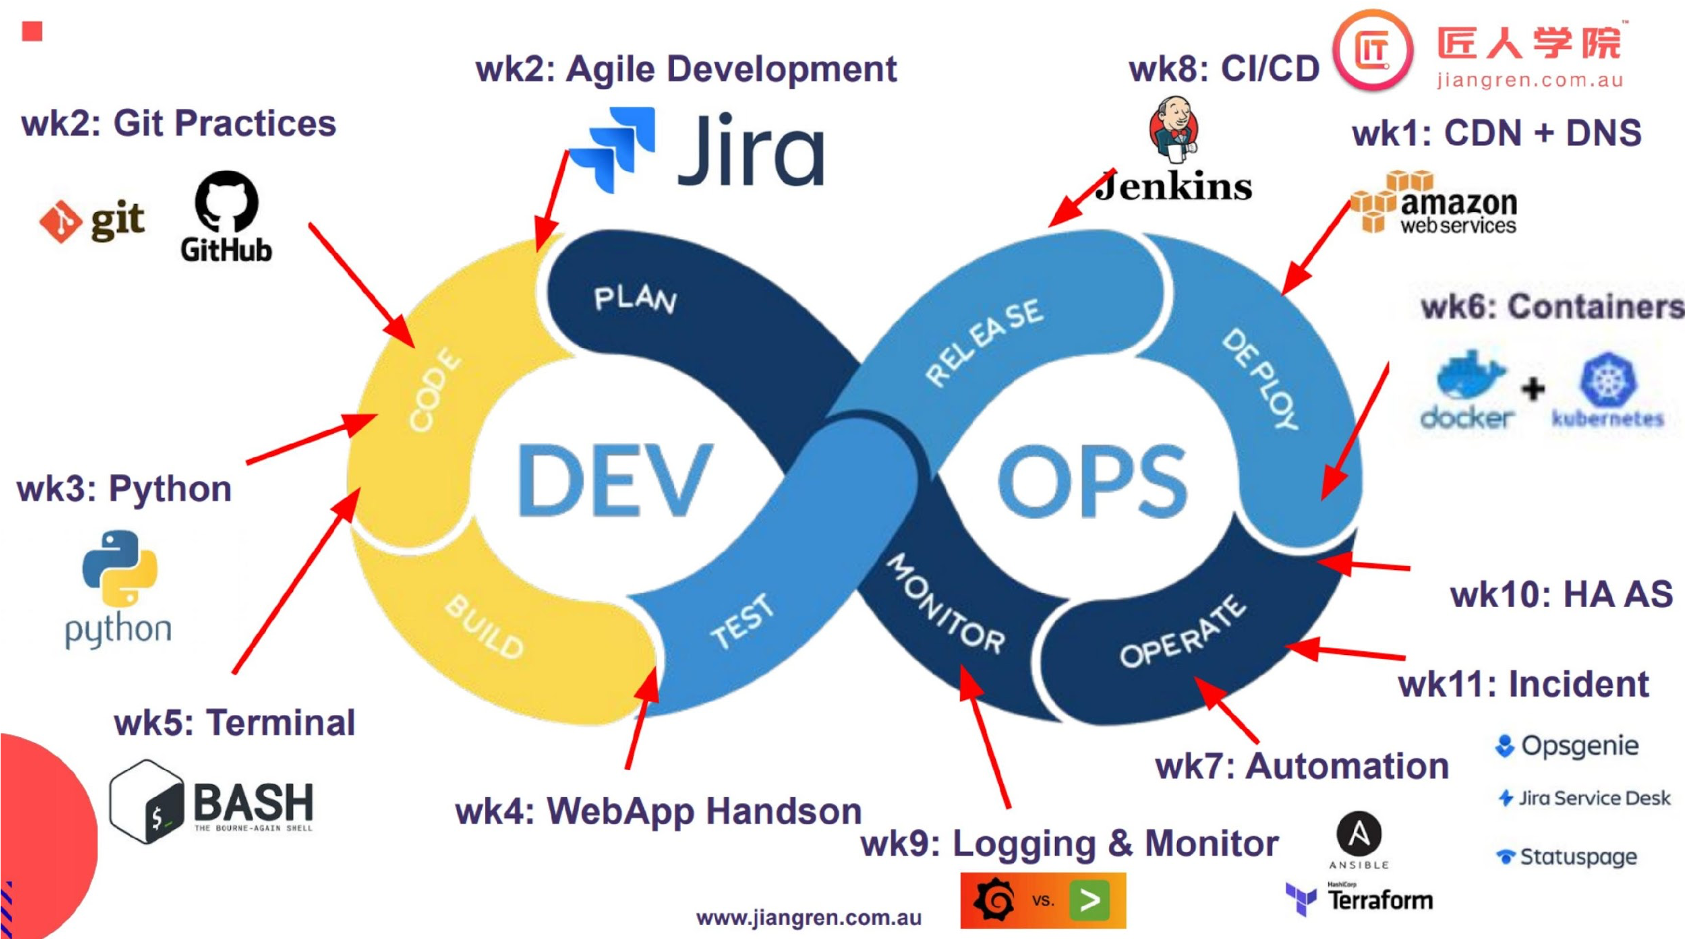 wk2: Agile Development
wk8: CI/CD
匠人学院™
jiangren.com.au
wk2: Git Practices
Jira
Jenkins
wk1: CDN + DNS
git
GitHub
amazon
web services
PLAN
RELEASE
DEPLOY
wk6: Containers
docker
+
kubernetes
CODE
DEV
OPS
wk3: Python
python
BUILD
TEST
MONITOR
OPERATE
wk10: HA AS
wk11: Incident
Opsgenie
Jira Service Desk
Statuspage
wk5: Terminal
$_
BASH
THE BOURNE-AGAIN SHELL
wk4: WebApp Handson
wk7: Automation
A
ANSIBLE
HashiCorp
Terraform
wk9: Logging & Monitor
vs.
>
www.jiangren.com.au